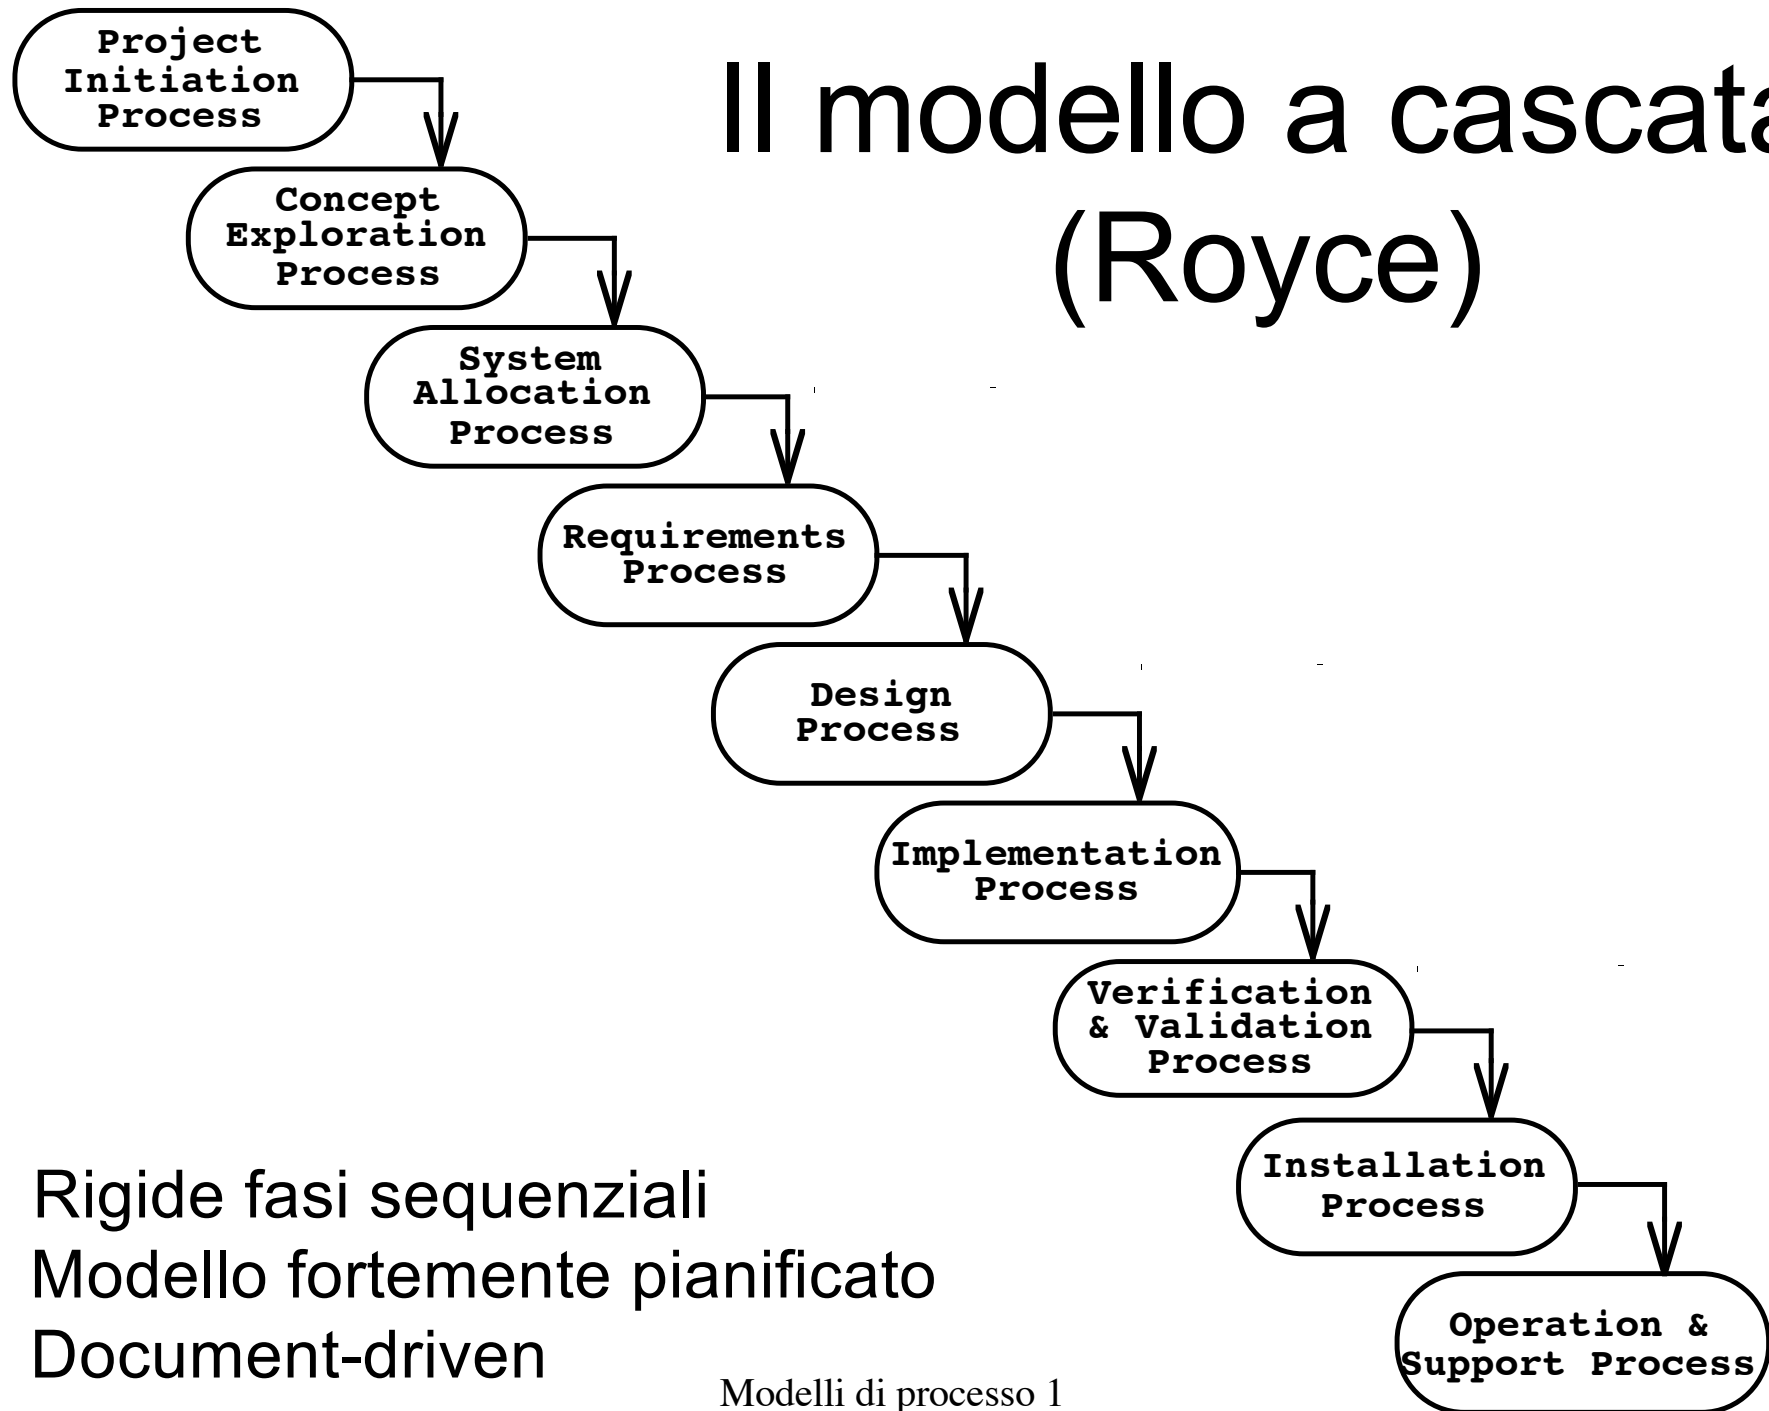 Il modello a cascata
(Royce)
Project
Initiation
Process
Concept
Exploration
Process
System
Allocation
Process
Requirements
Process
Design
Process
Implementation
Process
Verification
& Validation
Process
Installation
Process
Operation &
Support Process
Rigide fasi sequenziali
Modello fortemente pianificato
Document-driven
Modelli di processo 1